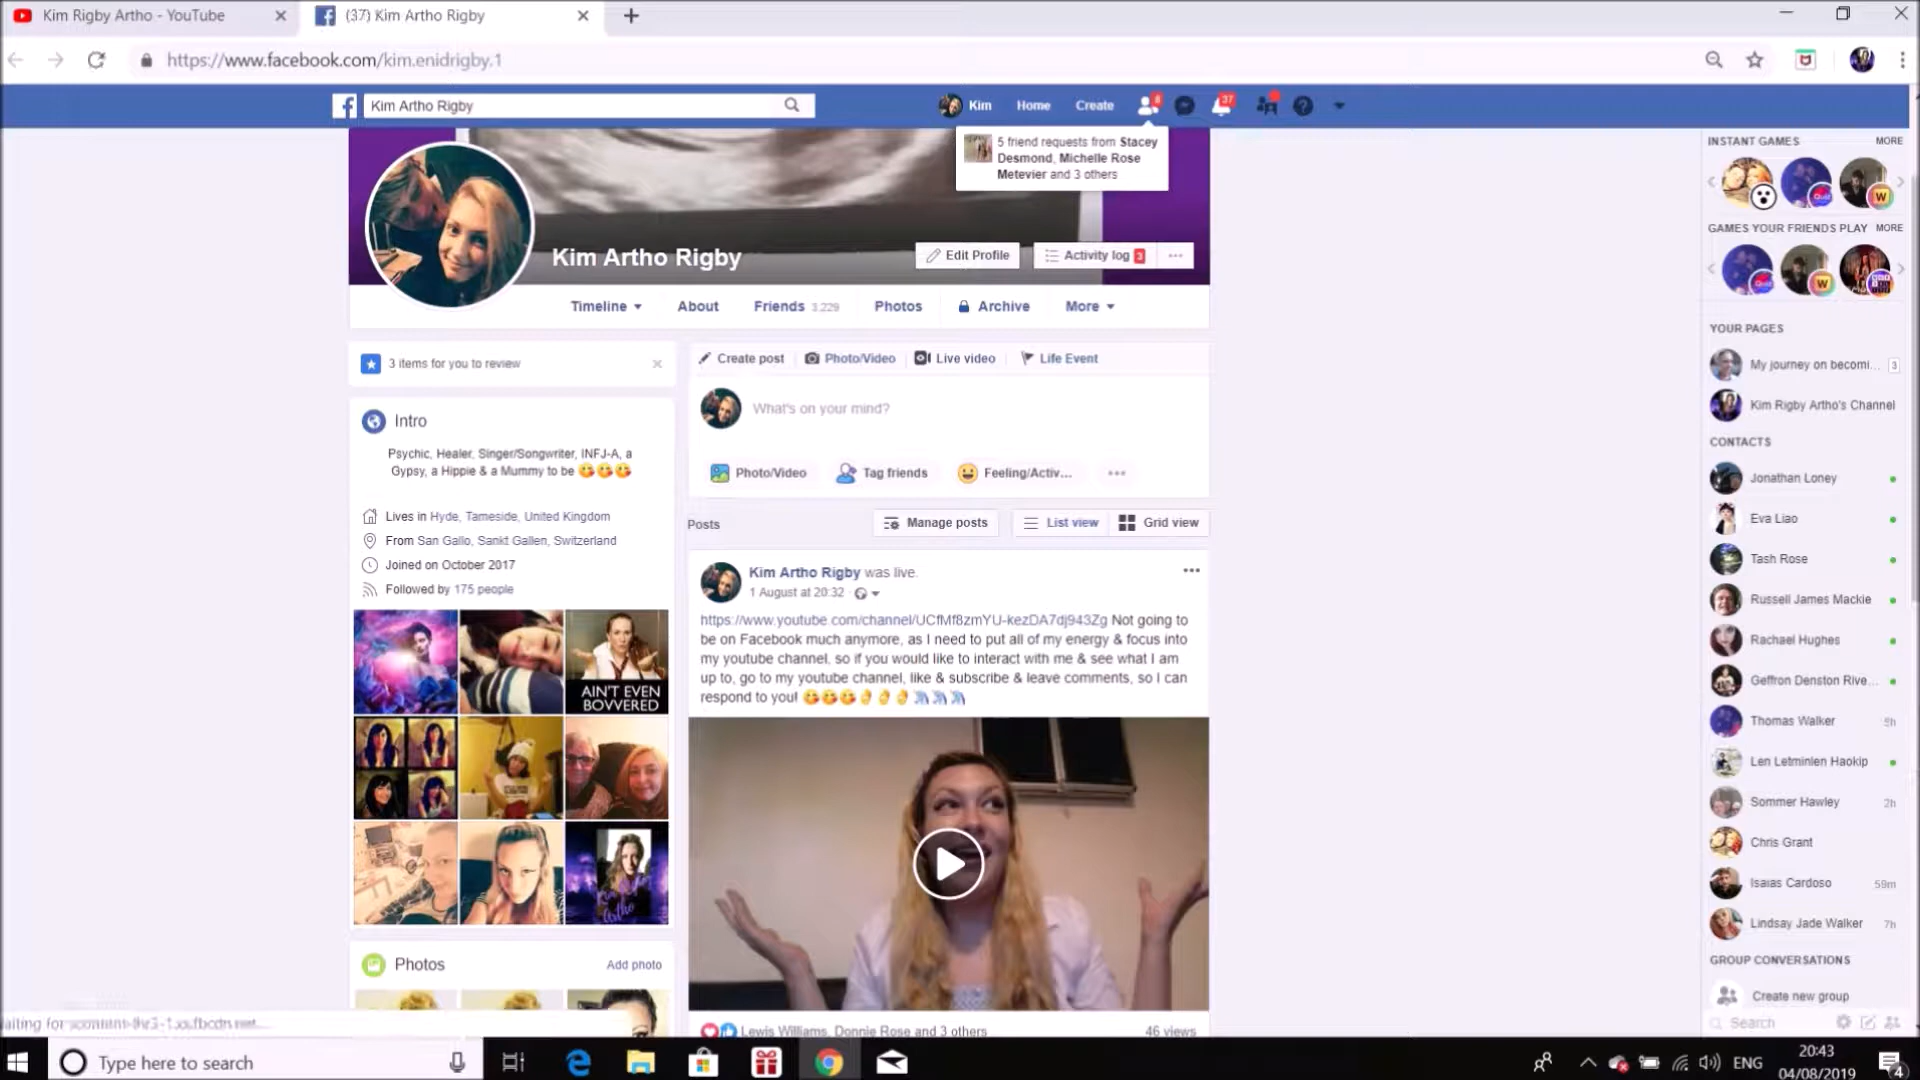 Kim Rigby Artho - YouTube
(37) Kim Artho Rigby
https://www.facebook.com/kim.enidrigby.1
Kim Artho Rigby
Kim
Home
Create
37
5 friend requests from Stacey
Desmond, Michelle Rose
Metevier and 3 others
Kim Artho Rigby
Edit Profile
Activity log 3
Timeline
About
Friends 3,229
Photos
Archive
More
3 items for you to review
Intro
Psychic, Healer, Singer/Songwriter, INFJ-A, a
Gypsy, a Hippie & a Mummy to be 😋😋😋
Lives in Hyde, Tameside, United Kingdom
From San Gallo, Sankt Gallen, Switzerland
Joined on October 2017
Followed by 175 people
AIN'T EVEN
BOVVERED
Kim Rigby
Artho
Photos
Add photo
Create post
Photo/Video
Live video
Life Event
What's on your mind?
Photo/Video
Tag friends
Feeling/Activ...
Posts
Manage posts
List view
Grid view
Kim Artho Rigby was live.
1 August at 20:32
https://www.youtube.com/channel/UCfMf8zmYU-kezDA7dj943Zg Not going to
be on Facebook much anymore, as I need to put all of my energy & focus into
my youtube channel, so if you would like to interact with me & see what I am
up to, go to my youtube channel, like & subscribe & leave comments, so I can
respond to you!
Lewis Williams, Donnie Rose and 3 others
46 views
INSTANT GAMES
MORE
W
GAMES YOUR FRIENDS PLAY
MORE
W
YOUR PAGES
My journey on becomi... 3
Kim Rigby Artho's Channel
CONTACTS
Jonathan Loney
Eva Liao
Tash Rose
Russell James Mackie
Rachael Hughes
Geffron Denston Rive...
Thomas Walker
Len Letminlen Haokip
Sommer Hawley 2h
Chris Grant
Isaias Cardoso 59m
Lindsay Jade Walker 7h
GROUP CONVERSATIONS
Create new group
Search
Type here to search
ENG
20:43
04/08/2019
4